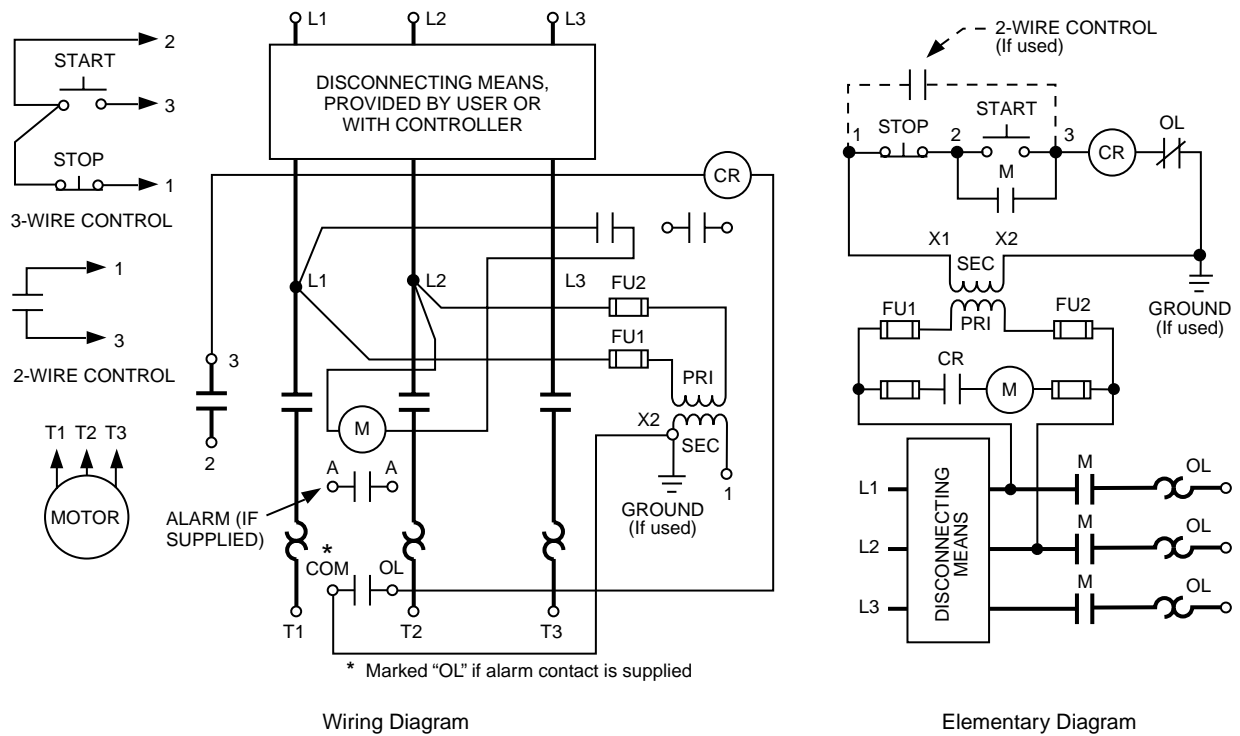 L1
L2
L3
2
START
3
STOP
1
3-WIRE CONTROL
1
3
2-WIRE CONTROL
T1 T2 T3
MOTOR
DISCONNECTING MEANS,
PROVIDED BY USER OR
WITH CONTROLLER
CR
L1
L2
L3
FU2
FU1
3
2
PRI
X2
SEC
1
GROUND
(If used)
M
A
A
ALARM (IF
SUPPLIED)
*
COM
OL
T1
T2
T3
* Marked “OL” if alarm contact is supplied
Wiring Diagram
2-WIRE CONTROL
(If used)
START
STOP
OL
1
2
3
CR
M
X1
X2
SEC
GROUND
(If used)
FU1
PRI
FU2
CR
M
DISCONNECTING
MEANS
L1
M
OL
L2
M
OL
L3
M
OL
Elementary Diagram